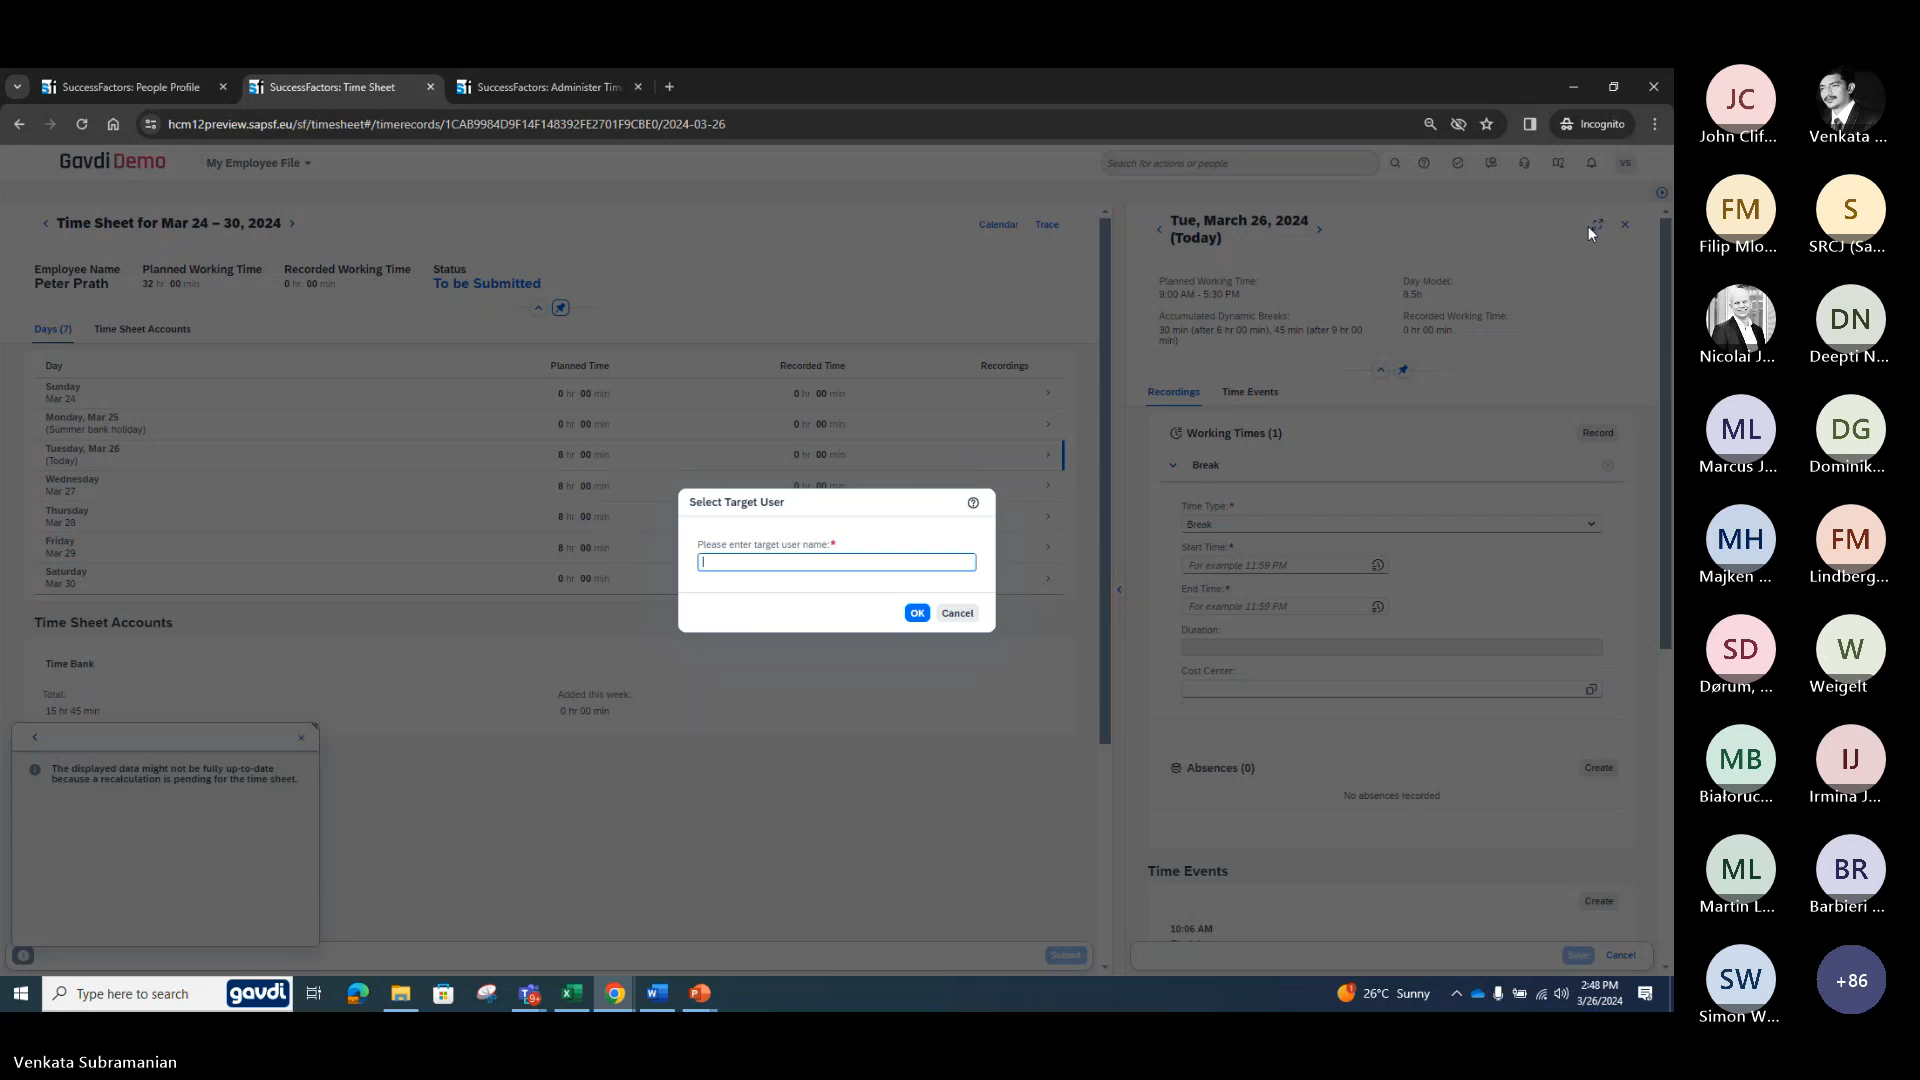 SuccessFactors: People Profile
SuccessFactors: Time Sheet
SuccessFactors: Administer Tim
hcm12preview.sapsf.eu/sf/timesheet#/timerecords/1CAB9984D9F14F148392FE2701F9CBE0/2024-03-26
Incognito
Gavdi Demo
My Employee File
Search for actions or people
VS
Time Sheet for Mar 24 – 30, 2024
Calendar
Trace
Employee Name
Peter Prath
Planned Working Time
32 hr 00 min
Recorded Working Time
0 hr 00 min
Status
To be Submitted
Days (7)
Time Sheet Accounts
Day
Planned Time
Recorded Time
Recordings
Sunday
Mar 24
0 hr 00 min
0 hr 00 min
Monday, Mar 25
(Summer bank holiday)
0 hr 00 min
0 hr 00 min
Tuesday, Mar 26
(Today)
8 hr 00 min
0 hr 00 min
Wednesday
Mar 27
8 hr 00 min
0 hr 00 min
Thursday
Mar 28
8 hr 00 min
Friday
Mar 29
8 hr 00 min
Saturday
Mar 30
0 hr 00 min
Time Sheet Accounts
Time Bank
Total:
15 hr 45 min
Added this week:
0 hr 00 min
The displayed data might not be fully up-to-date
because a recalculation is pending for the time sheet.
Submit
Select Target User
Please enter target user name:*
OK
Cancel
Tue, March 26, 2024
(Today)
Planned Working Time:
9:00 AM - 5:30 PM
Day Model:
8.5h
Accumulated Dynamic Breaks:
30 min (after 6 hr 00 min), 45 min (after 9 hr 00
min)
Recorded Working Time:
0 hr 00 min
Recordings
Time Events
Working Times (1)
Record
Break
Time Type:*
Break
Start Time:*
For example 11:59 PM
End Time:*
For example 11:59 PM
Duration:
Cost Center:
Absences (0)
Create
No absences recorded
Time Events
Create
10:06 AM
Save
Cancel
Type here to search
gavdi
9+
26°C Sunny
2:48 PM
3/26/2024
JC
John Clif...
Venkata ...
FM
Filip Mlo...
S
SRCJ (Sa...
Nicolai J...
DN
Deepti N...
ML
Marcus J...
DG
Dominik...
MH
Majken ...
FM
Lindberg...
SD
Dørum, ...
W
Weigelt
MB
Białoruc...
IJ
Irmina J...
ML
Martin L...
BR
Barbieri ...
SW
Simon W...
+86
Venkata Subramanian